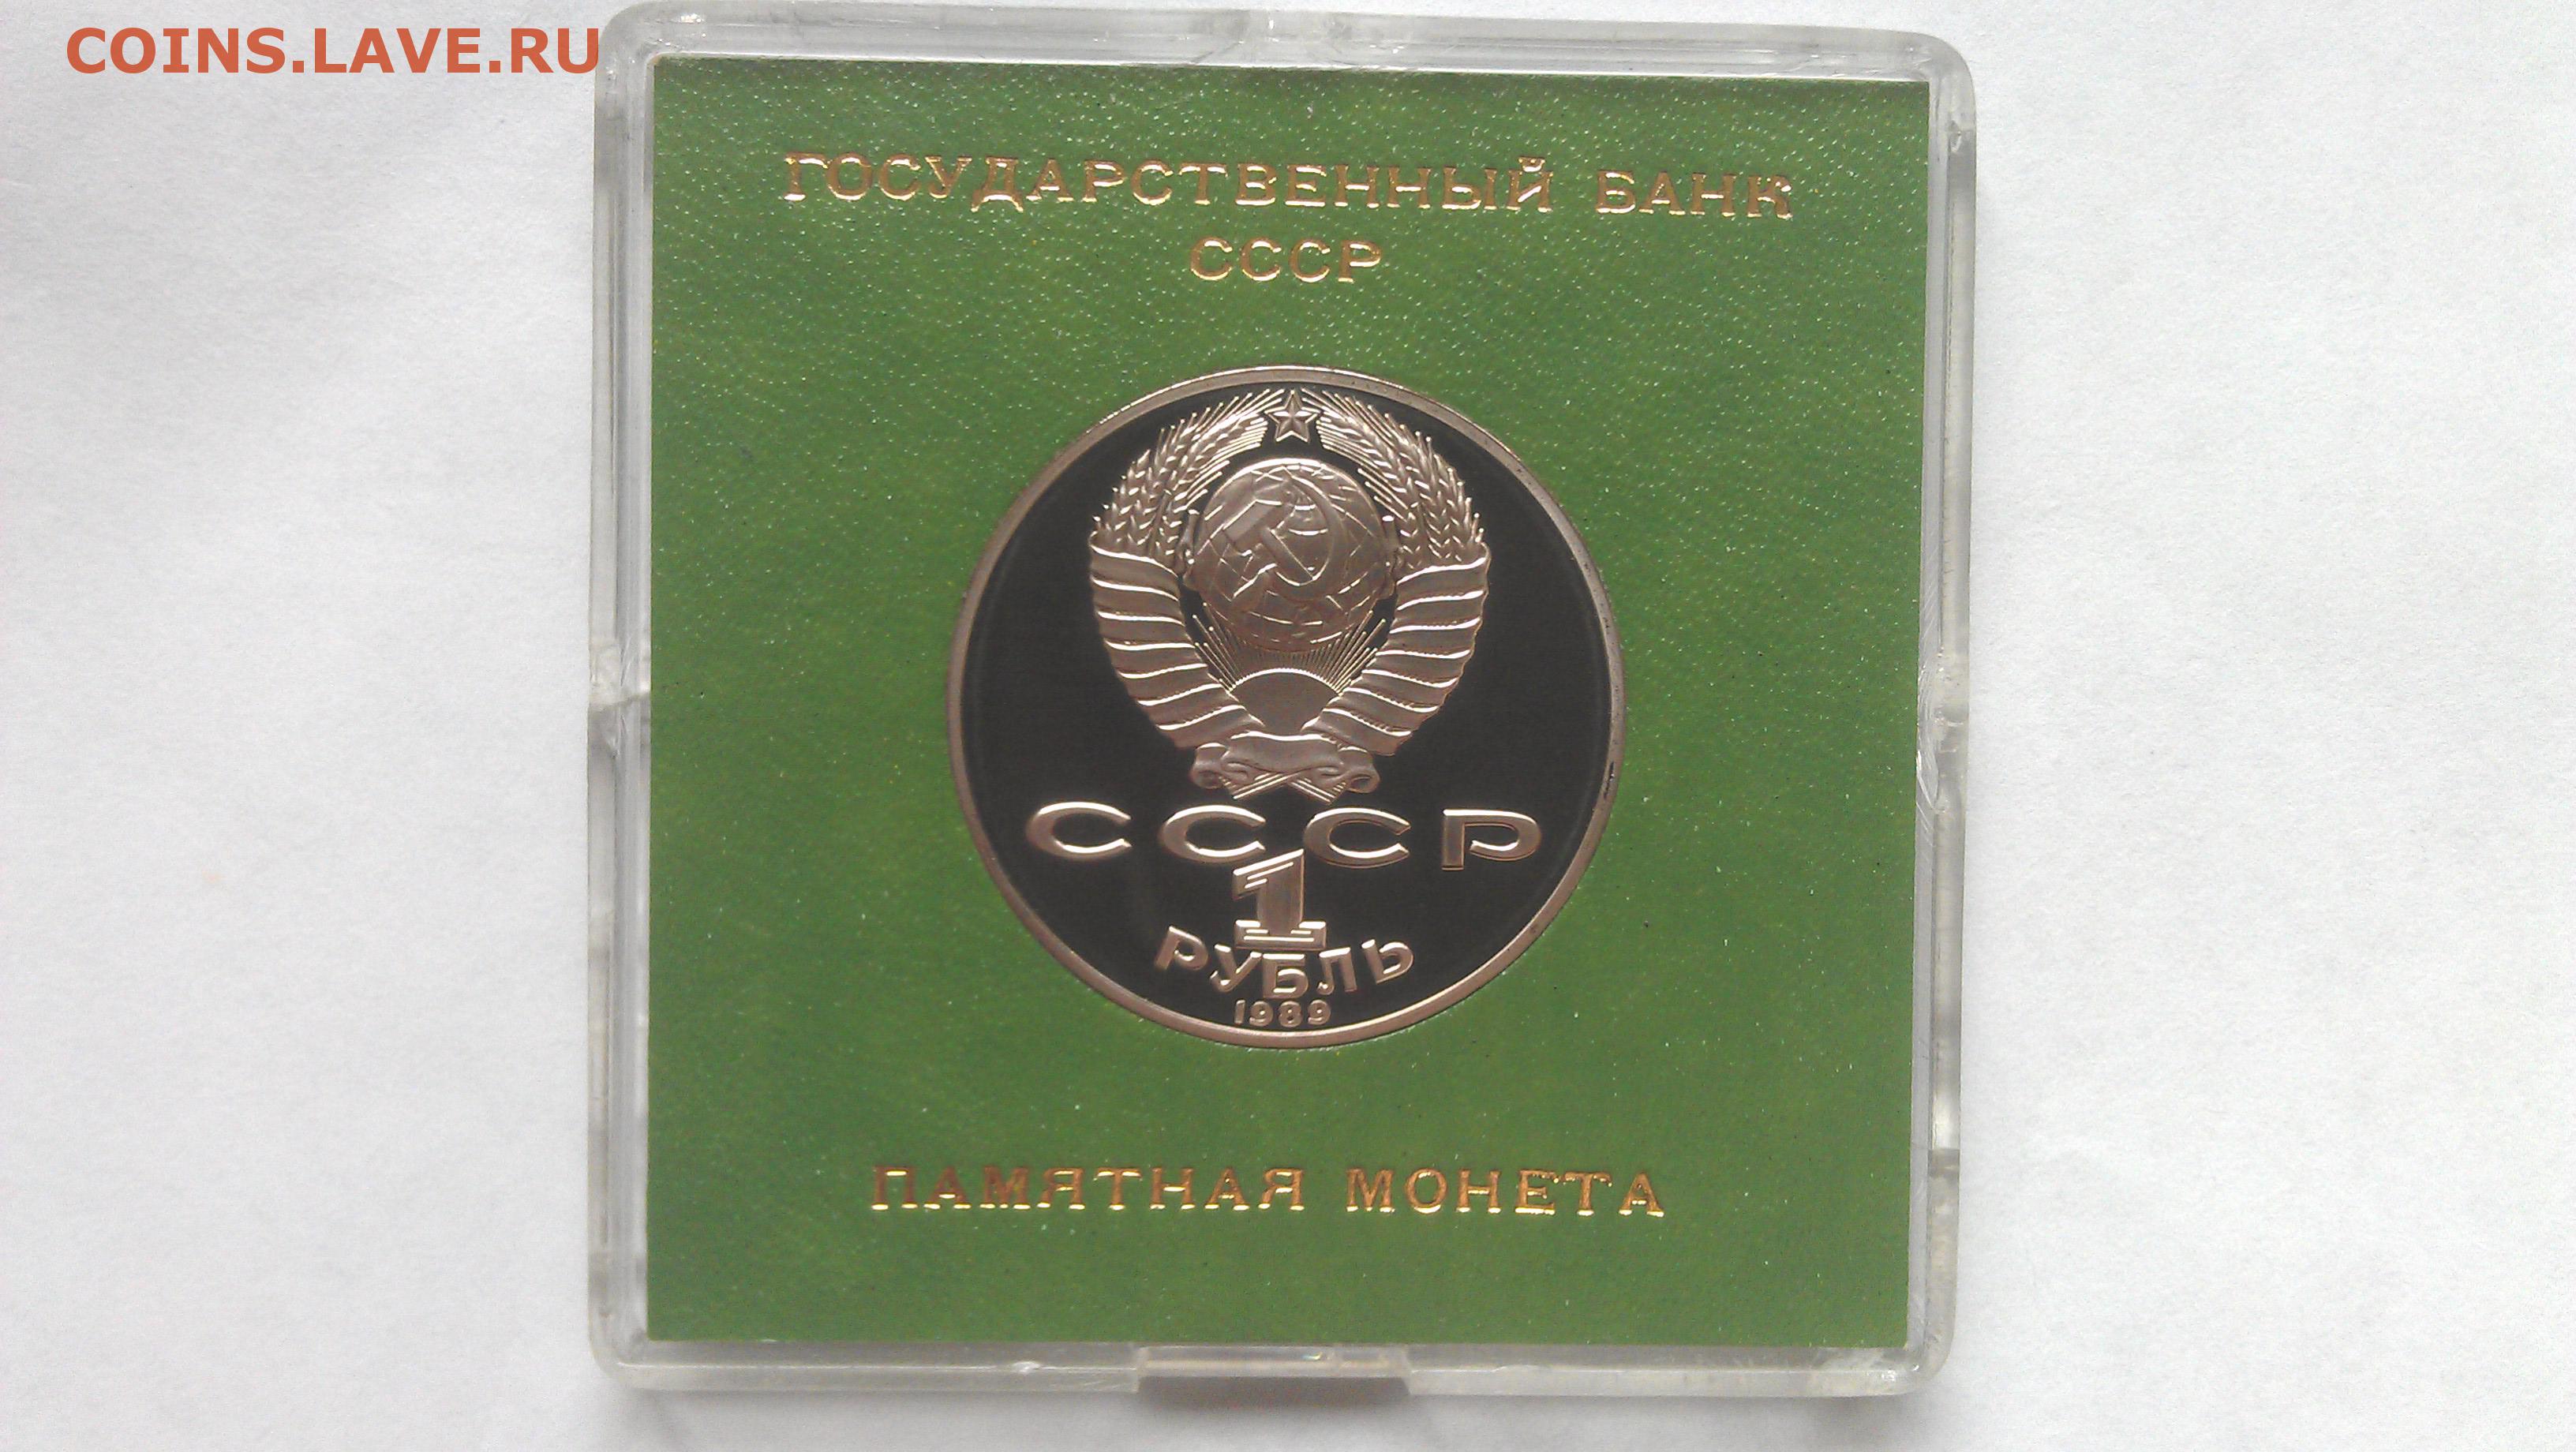 COINS.LAVE.RU
ГОСУДАРСТВЕННЫЙ БАНК
СССР
СССР
1
РУБЛЬ
1989
ПАМЯТНАЯ МОНЕТА